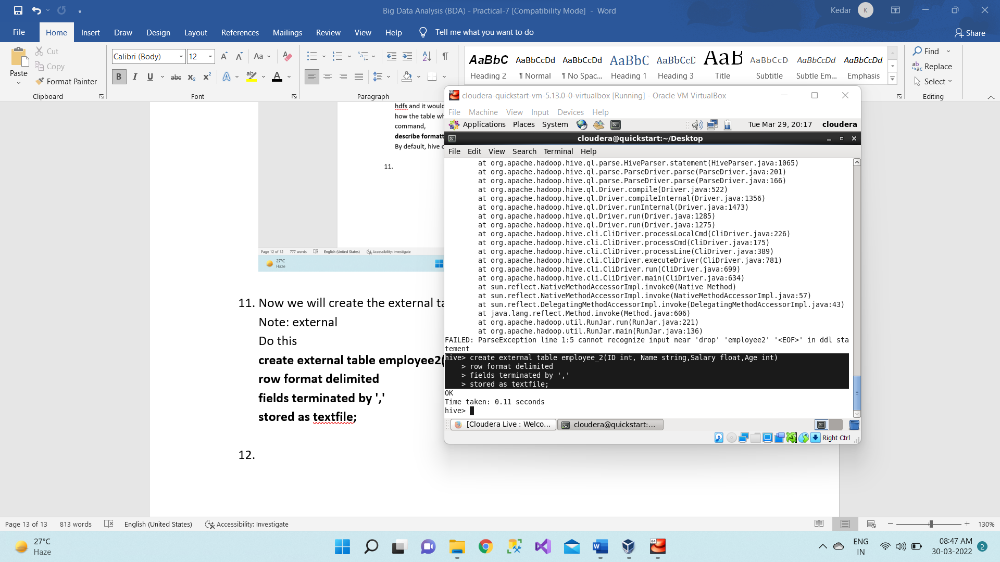 Big Data Analysis (BDA) - Practical-7 [Compatibility Mode] - Word
Kedar
K
File
Home
Insert
Draw
Design
Layout
References
Mailings
Review
View
Help
Tell me what you want to do
Share
Paste
Cut
Copy
Format Painter
Clipboard
Calibri (Body)
12
Font
Paragraph
AaBbC
Heading 2
AaBbCcDd
¶ Normal
AaBbCcDd
¶ No Spac...
AaBbC
Heading 1
AaBbCcD
Heading 3
AaB
Title
AaBbCcD
Subtitle
AaBbCcDd
Subtle Em...
AaBbCcDd
Emphasis
Find
Replace
Select
Editing
hdfs and it would
how the table wh
command,
describe formatt
By default, hive c
11.
Page 12 of 12 777 words English (United States) Accessibility: Investigate
27°C
Haze
11. Now we will create the external ta
Note: external
Do this
create external table employee2(
row format delimited
fields terminated by ','
stored as textfile;
12.
cloudera-quickstart-vm-5.13.0-0-virtualbox [Running] - Oracle VM VirtualBox
File Machine View Input Devices Help
Applications Places System
Tue Mar 29, 20:17 cloudera
cloudera@quickstart:~/Desktop
File Edit View Search Terminal Help
at org.apache.hadoop.hive.ql.parse.HiveParser.statement(HiveParser.java:1065)
at org.apache.hadoop.hive.ql.parse.ParseDriver.parse(ParseDriver.java:201)
at org.apache.hadoop.hive.ql.parse.ParseDriver.parse(ParseDriver.java:166)
at org.apache.hadoop.hive.ql.Driver.compile(Driver.java:522)
at org.apache.hadoop.hive.ql.Driver.compileInternal(Driver.java:1356)
at org.apache.hadoop.hive.ql.Driver.runInternal(Driver.java:1473)
at org.apache.hadoop.hive.ql.Driver.run(Driver.java:1285)
at org.apache.hadoop.hive.ql.Driver.run(Driver.java:1275)
at org.apache.hadoop.hive.cli.CliDriver.processLocalCmd(CliDriver.java:226)
at org.apache.hadoop.hive.cli.CliDriver.processCmd(CliDriver.java:175)
at org.apache.hadoop.hive.cli.CliDriver.processLine(CliDriver.java:389)
at org.apache.hadoop.hive.cli.CliDriver.executeDriver(CliDriver.java:781)
at org.apache.hadoop.hive.cli.CliDriver.run(CliDriver.java:699)
at org.apache.hadoop.hive.cli.CliDriver.main(CliDriver.java:634)
at sun.reflect.NativeMethodAccessorImpl.invoke0(Native Method)
at sun.reflect.NativeMethodAccessorImpl.invoke(NativeMethodAccessorImpl.java:57)
at sun.reflect.DelegatingMethodAccessorImpl.invoke(DelegatingMethodAccessorImpl.java:43)
at java.lang.reflect.Method.invoke(Method.java:606)
at org.apache.hadoop.util.RunJar.run(RunJar.java:221)
at org.apache.hadoop.util.RunJar.main(RunJar.java:136)
FAILED: ParseException line 1:5 cannot recognize input near 'drop' 'employee2' '<EOF>' in ddl sta
tement
hive> create external table employee_2(ID int, Name string,Salary float,Age int)
> row format delimited
> fields terminated by ','
> stored as textfile;
OK
Time taken: 0.11 seconds
hive>
[Cloudera Live : Welco...
cloudera@quickstart:...
Right Ctrl
Page 13 of 13 813 words English (United States) Accessibility: Investigate
130%
27°C
Haze
ENG
IN
08:47 AM
30-03-2022
2